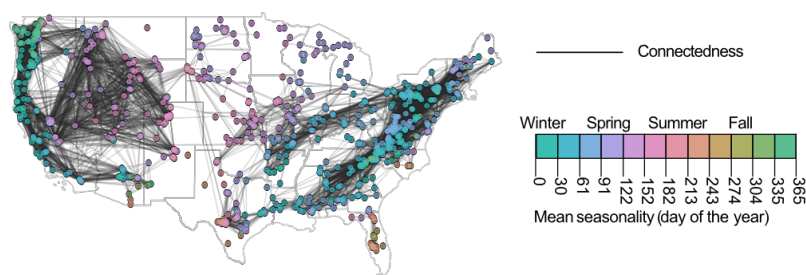 Connectedness
Winter Spring Summer Fall
0 30 61 91 122 152 182 213 243 274 304 335 365
Mean seasonality (day of the year)